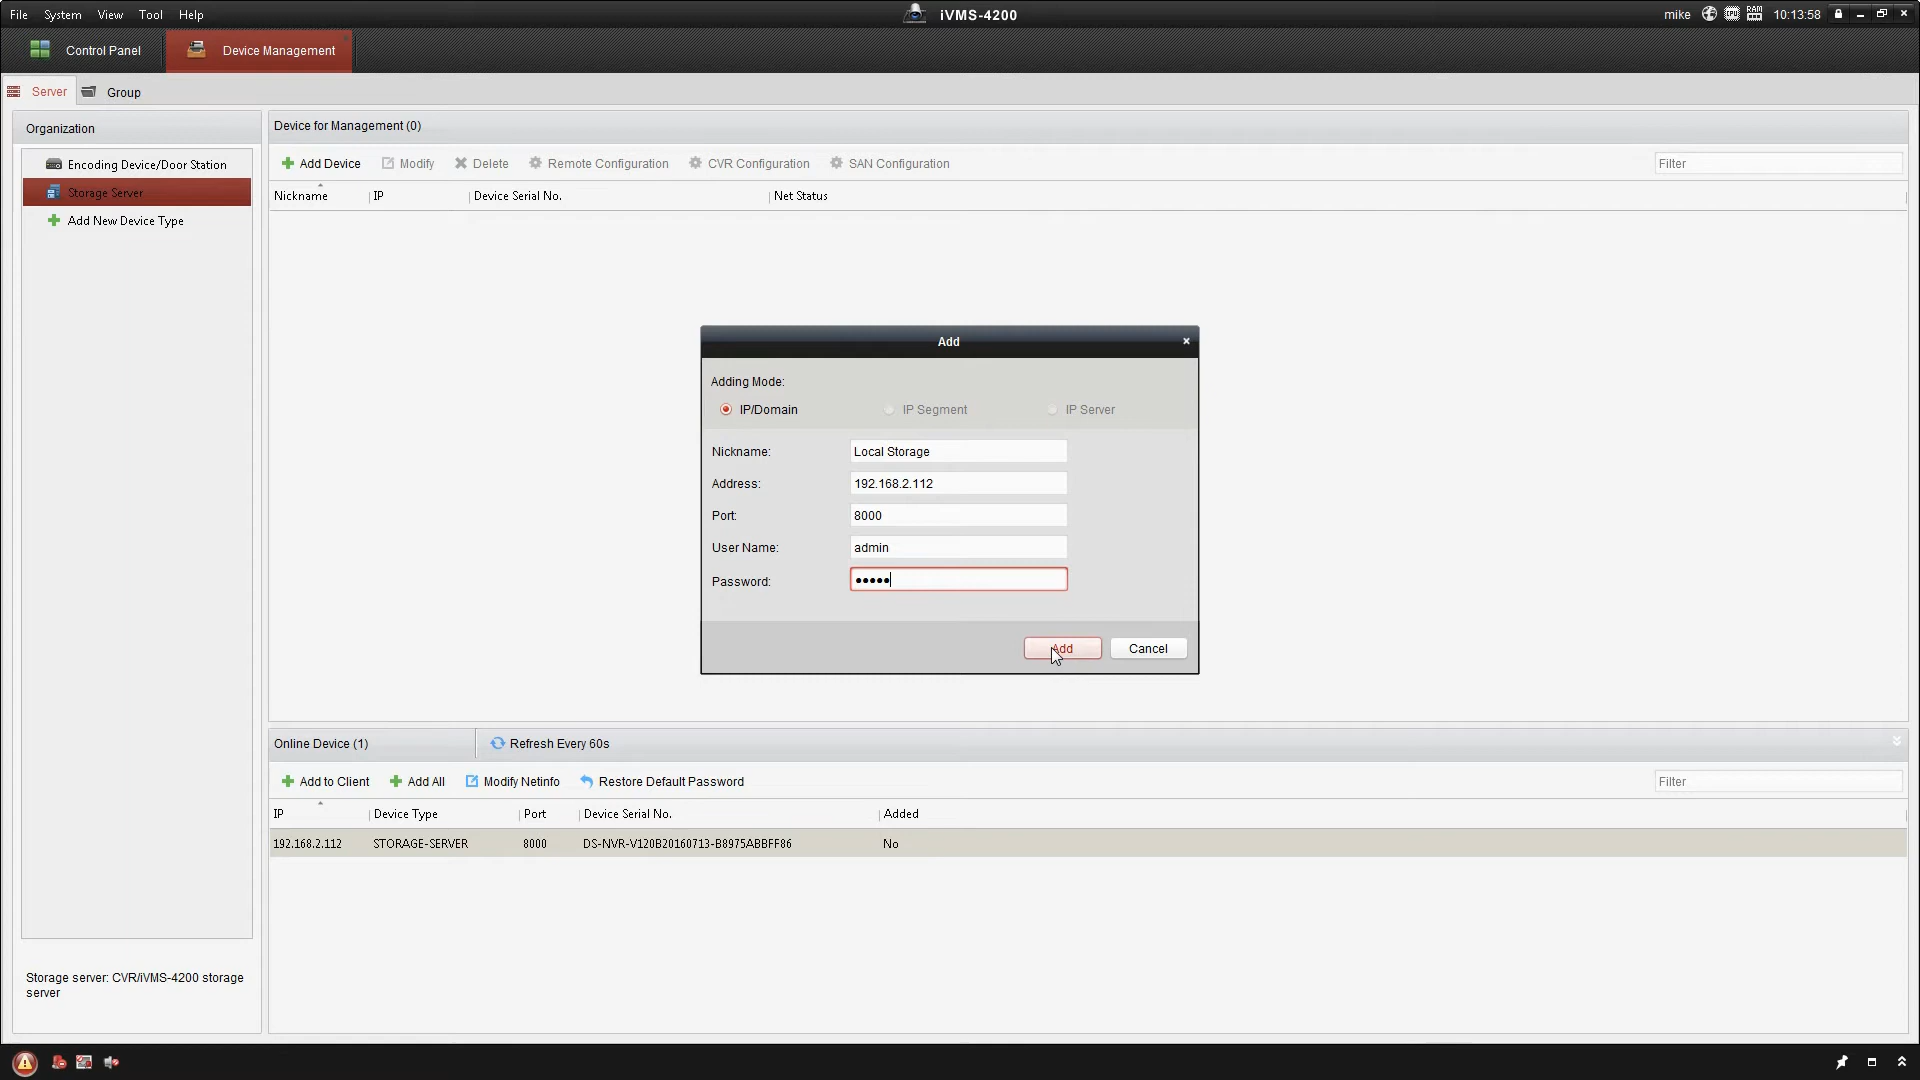 File System View Tool Help iVMS-4200 mike 10:13:58
Control Panel Device Management
Server Group
Organization
Encoding Device/Door Station
Storage Server
Add New Device Type
Storage server: CVR/iVMS-4200 storage
server
Device for Management (0)
Add Device Modify Delete Remote Configuration CVR Configuration SAN Configuration Filter
Nickname IP Device Serial No. Net Status
Add
Adding Mode:
IP/Domain IP Segment IP Server
Nickname: Local Storage
Address: 192.168.2.112
Port: 8000
User Name: admin
Password: •••••
Add Cancel
Online Device (1) Refresh Every 60s
Add to Client Add All Modify Netinfo Restore Default Password Filter
IP Device Type Port Device Serial No. Added
192.168.2.112 STORAGE-SERVER 8000 DS-NVR-V120B20160713-B8975ABBFF86 No